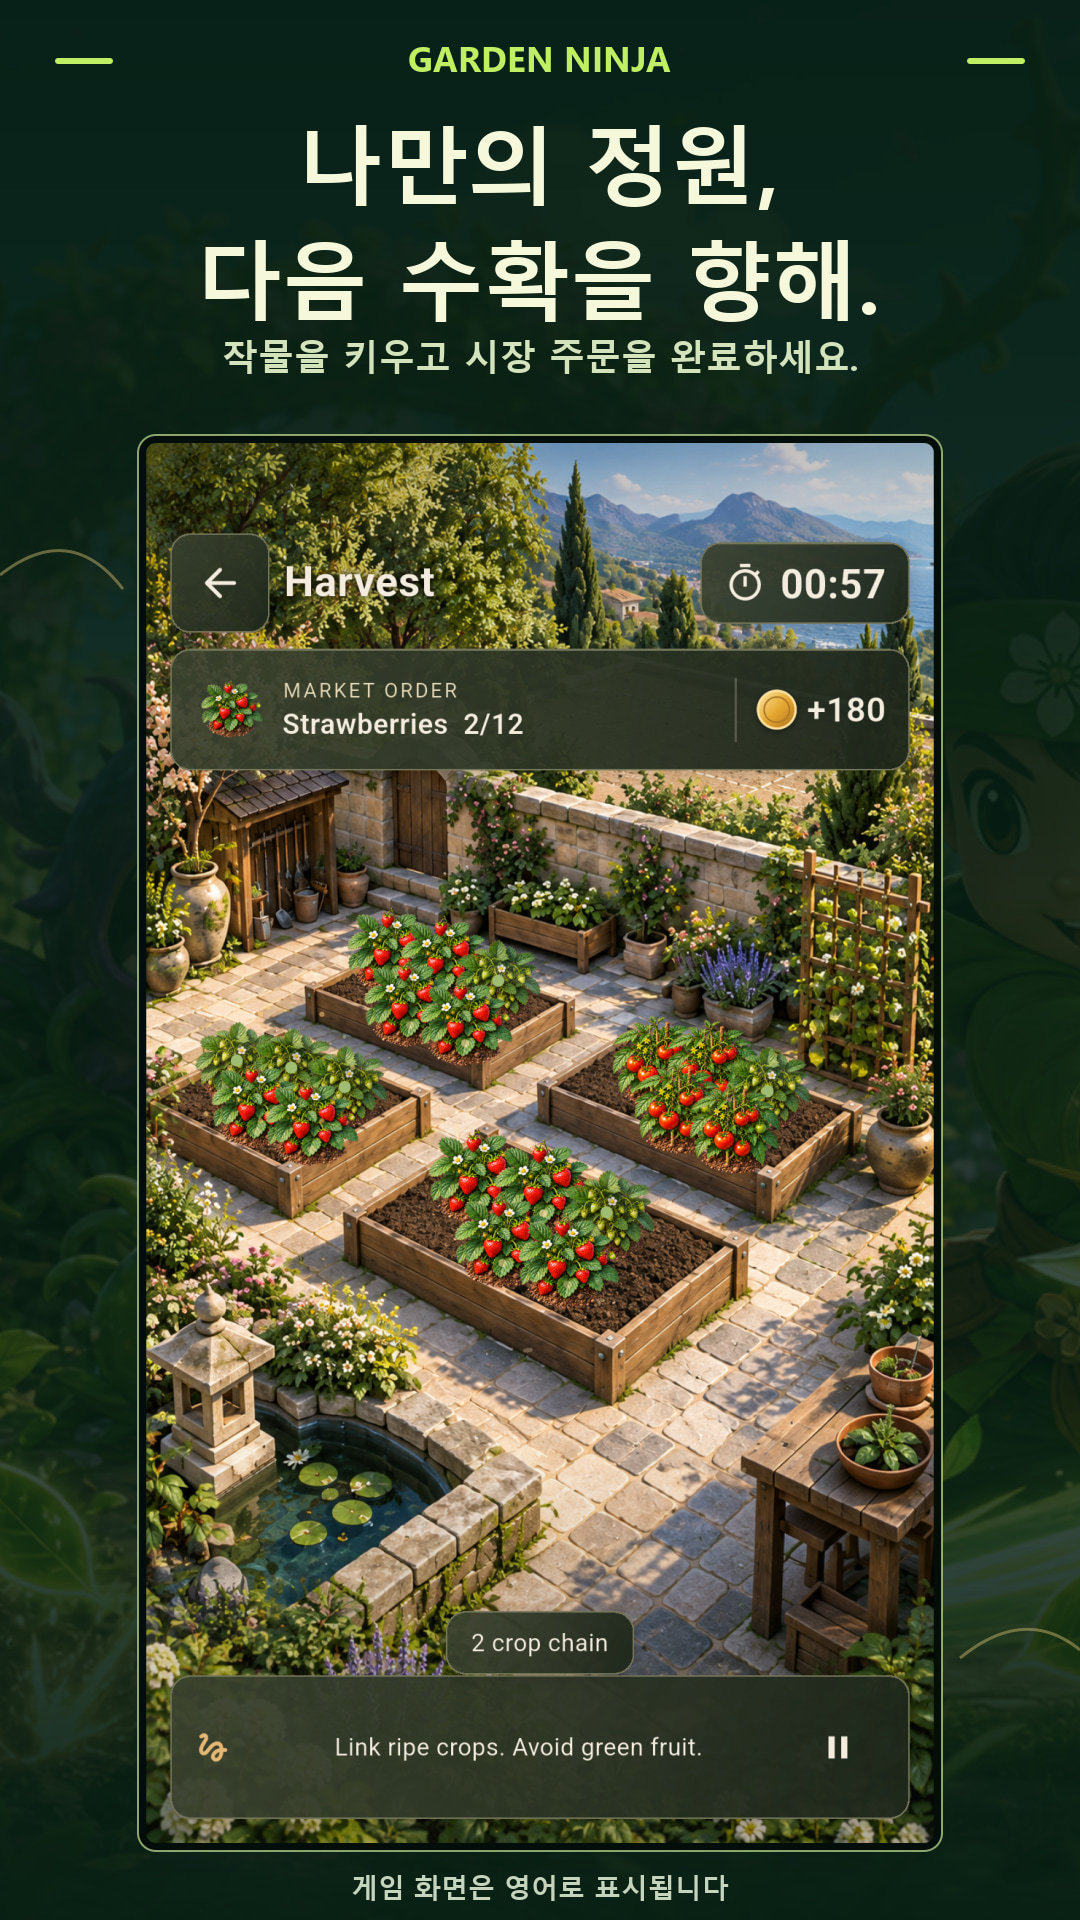 GARDEN NINJA
나만의 정원,
다음 수확을 향해.
작물을 키우고 시장 주문을 완료하세요.
Harvest
00:57
MARKET ORDER
Strawberries 2/12
+180
2 crop chain
Link ripe crops. Avoid green fruit.
게임 화면은 영어로 표시됩니다